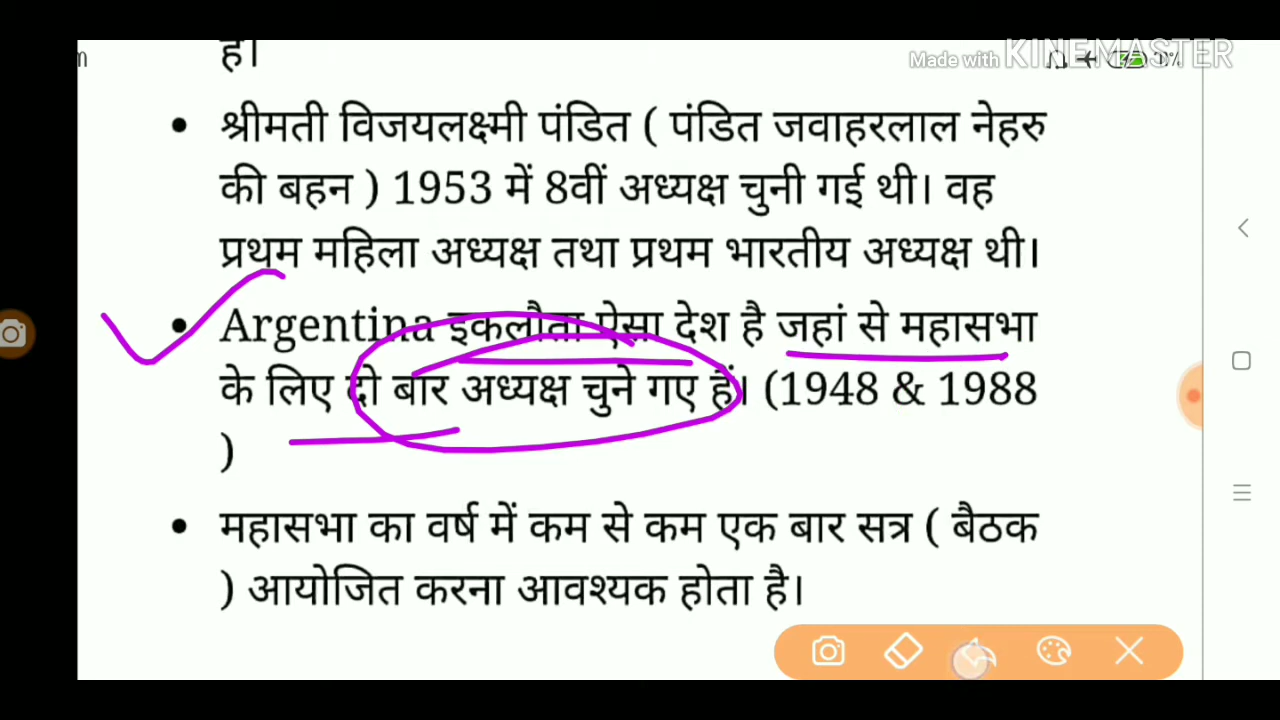 Made with KINEMASTER
m
है।
• श्रीमती विजयलक्ष्मी पंडित ( पंडित जवाहरलाल नेहरु
की बहन ) 1953 में 8वीं अध्यक्ष चुनी गई थी। वह
प्रथम महिला अध्यक्ष तथा प्रथम भारतीय अध्यक्ष थी।
• Argentina इकलौता ऐसा देश है जहां से महासभा
के लिए दो बार अध्यक्ष चुने गए हैं। (1948 & 1988
)
• महासभा का वर्ष में कम से कम एक बार सत्र ( बैठक
) आयोजित करना आवश्यक होता है।